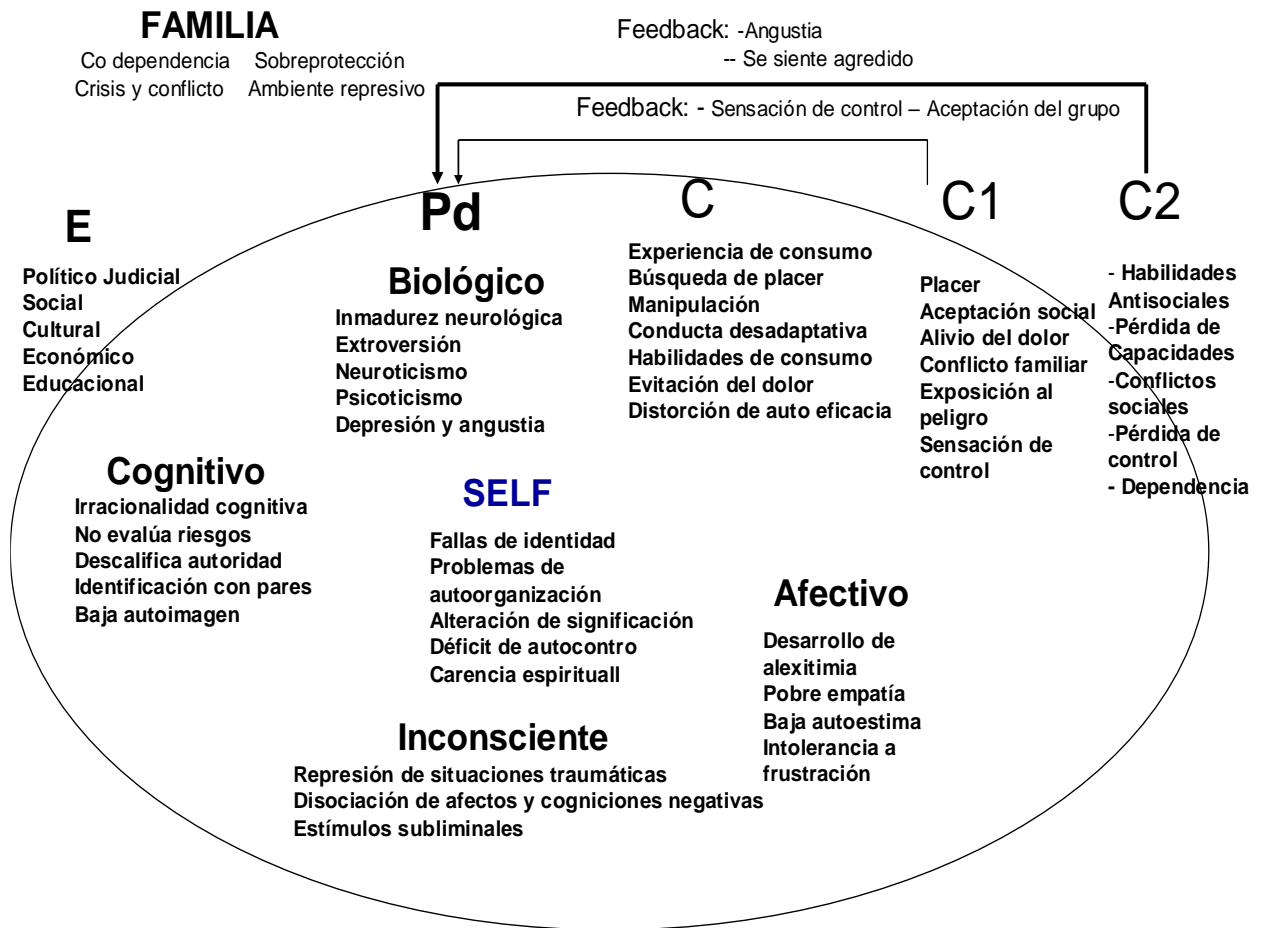 FAMILIA
Co dependencia Sobreprotección
Crisis y conflicto Ambiente represivo
Feedback: -Angustia
-- Se siente agredido
Feedback: - Sensación de control – Aceptación del grupo
E
Político Judicial
Social
Cultural
Económico
Educacional
Pd
Biológico
Inmadurez neurológica
Extroversión
Neuroticismo
Psicoticismo
Depresión y angustia
C
Experiencia de consumo
Búsqueda de placer
Manipulación
Conducta desadaptativa
Habilidades de consumo
Evitación del dolor
Distorción de auto eficacia
C1
Placer
Aceptación social
Alivio del dolor
Conflicto familiar
Exposición al
peligro
Sensación de
control
C2
- Habilidades
Antisociales
-Pérdida de
Capacidades
-Conflictos
sociales
-Pérdida de
control
- Dependencia
Cognitivo
Irracionalidad cognitiva
No evalúa riesgos
Descalifica autoridad
Identificación con pares
Baja autoimagen
SELF
Fallas de identidad
Problemas de
autoorganización
Alteración de significación
Déficit de autocontro
Carencia espirituall
Afectivo
Desarrollo de
alexitimia
Pobre empatía
Baja autoestima
Intolerancia a
frustración
Inconsciente
Represión de situaciones traumáticas
Disociación de afectos y cogniciones negativas
Estímulos subliminales